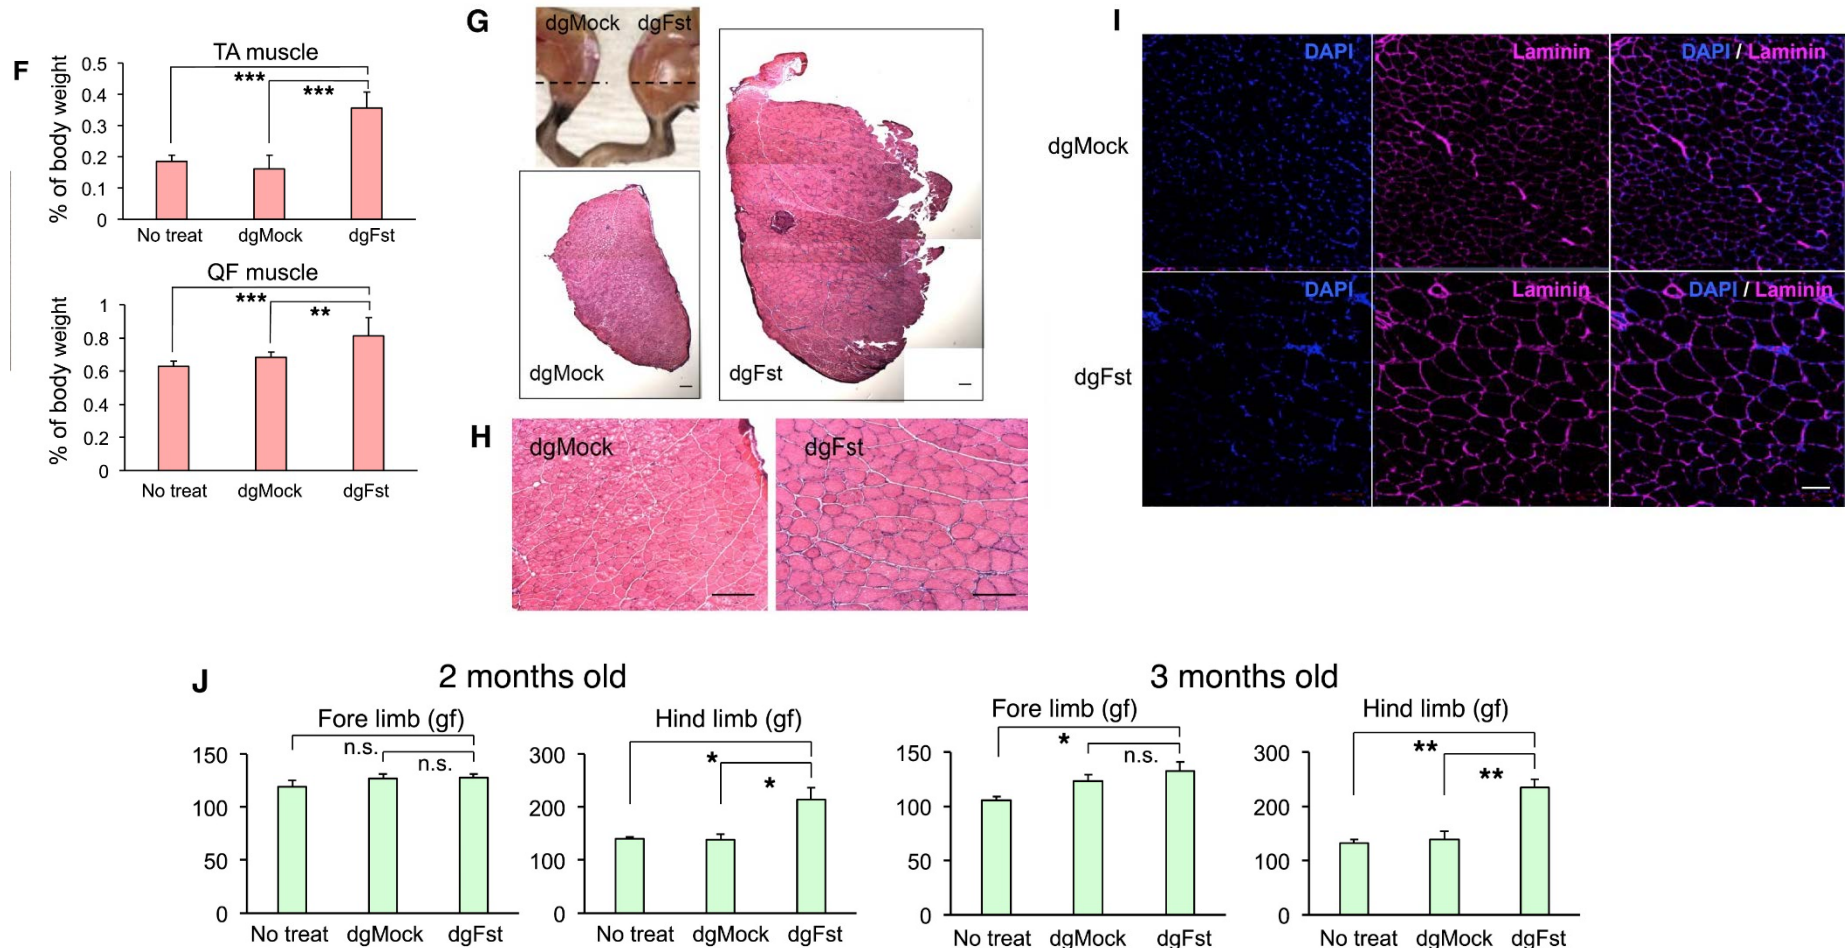 F
TA muscle
% of body weight
0.5
0.4
0.3
0.2
0.1
0
***
***
No treat dgMock dgFst
QF muscle
% of body weight
1
0.8
0.6
0.4
0.2
0
***
**
No treat dgMock dgFst
G
dgMock dgFst
dgMock
dgFst
H
dgMock
dgFst
I
DAPI
Laminin
DAPI / Laminin
dgMock
DAPI
Laminin
DAPI / Laminin
dgFst
J
2 months old
Fore limb (gf)
n.s.
n.s.
150
100
50
0
No treat dgMock dgFst
Hind limb (gf)
*
*
300
200
100
0
No treat dgMock dgFst
3 months old
Fore limb (gf)
*
n.s.
150
100
50
0
No treat dgMock dgFst
Hind limb (gf)
**
**
300
200
100
0
No treat dgMock dgFst